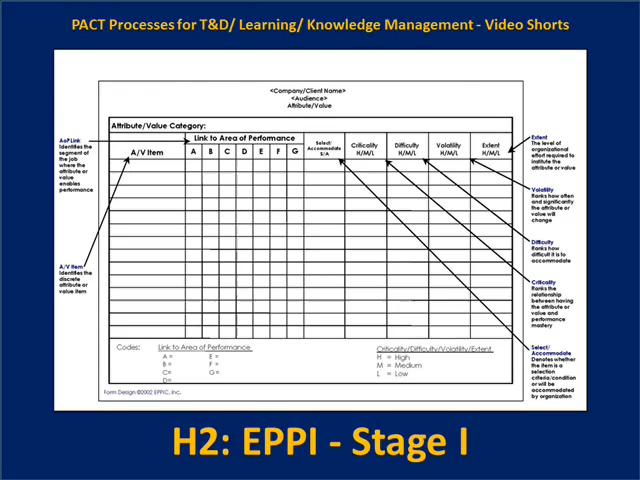 PACT Processes for T&D/ Learning/ Knowledge Management - Video Shorts
<Company/Client Name>
<Audience>
Attribute/Value
Attribute/Value Category:
Link to Area of Performance
A/V Item
A B C D E F G
Select/
Accommodate
S/A
Criticality
H/M/L
Difficulty
H/M/L
Volatility
H/M/L
Extent
H/M/L
AoP Link
Identifies the
segment of
the job
where the
attribute or
value
enables
performance
A/V Item
Identifies the
discrete
attribute or
value item
Extent
The level of
organizational
effort required to
institute the
attribute or value
Volatility
Ranks how often
and significantly
the attribute or
value will
change
Difficulty
Ranks how
difficult it is to
accommodate
Criticality
Ranks the
relationship
between having
the attribute or
value and
performance
mastery
Select/
Accommodate
Denotes whether
the item is a
selection
criteria/condition
or will be
accommodated
by organization
Codes:
Link to Area of Performance
A = E =
B = F =
C= G=
D=
Criticality/Difficulty/Volatility/Extent
H = High
M = Medium
L = Low
Form Design ©2002 EPPIC, Inc.
H2: EPPI - Stage I